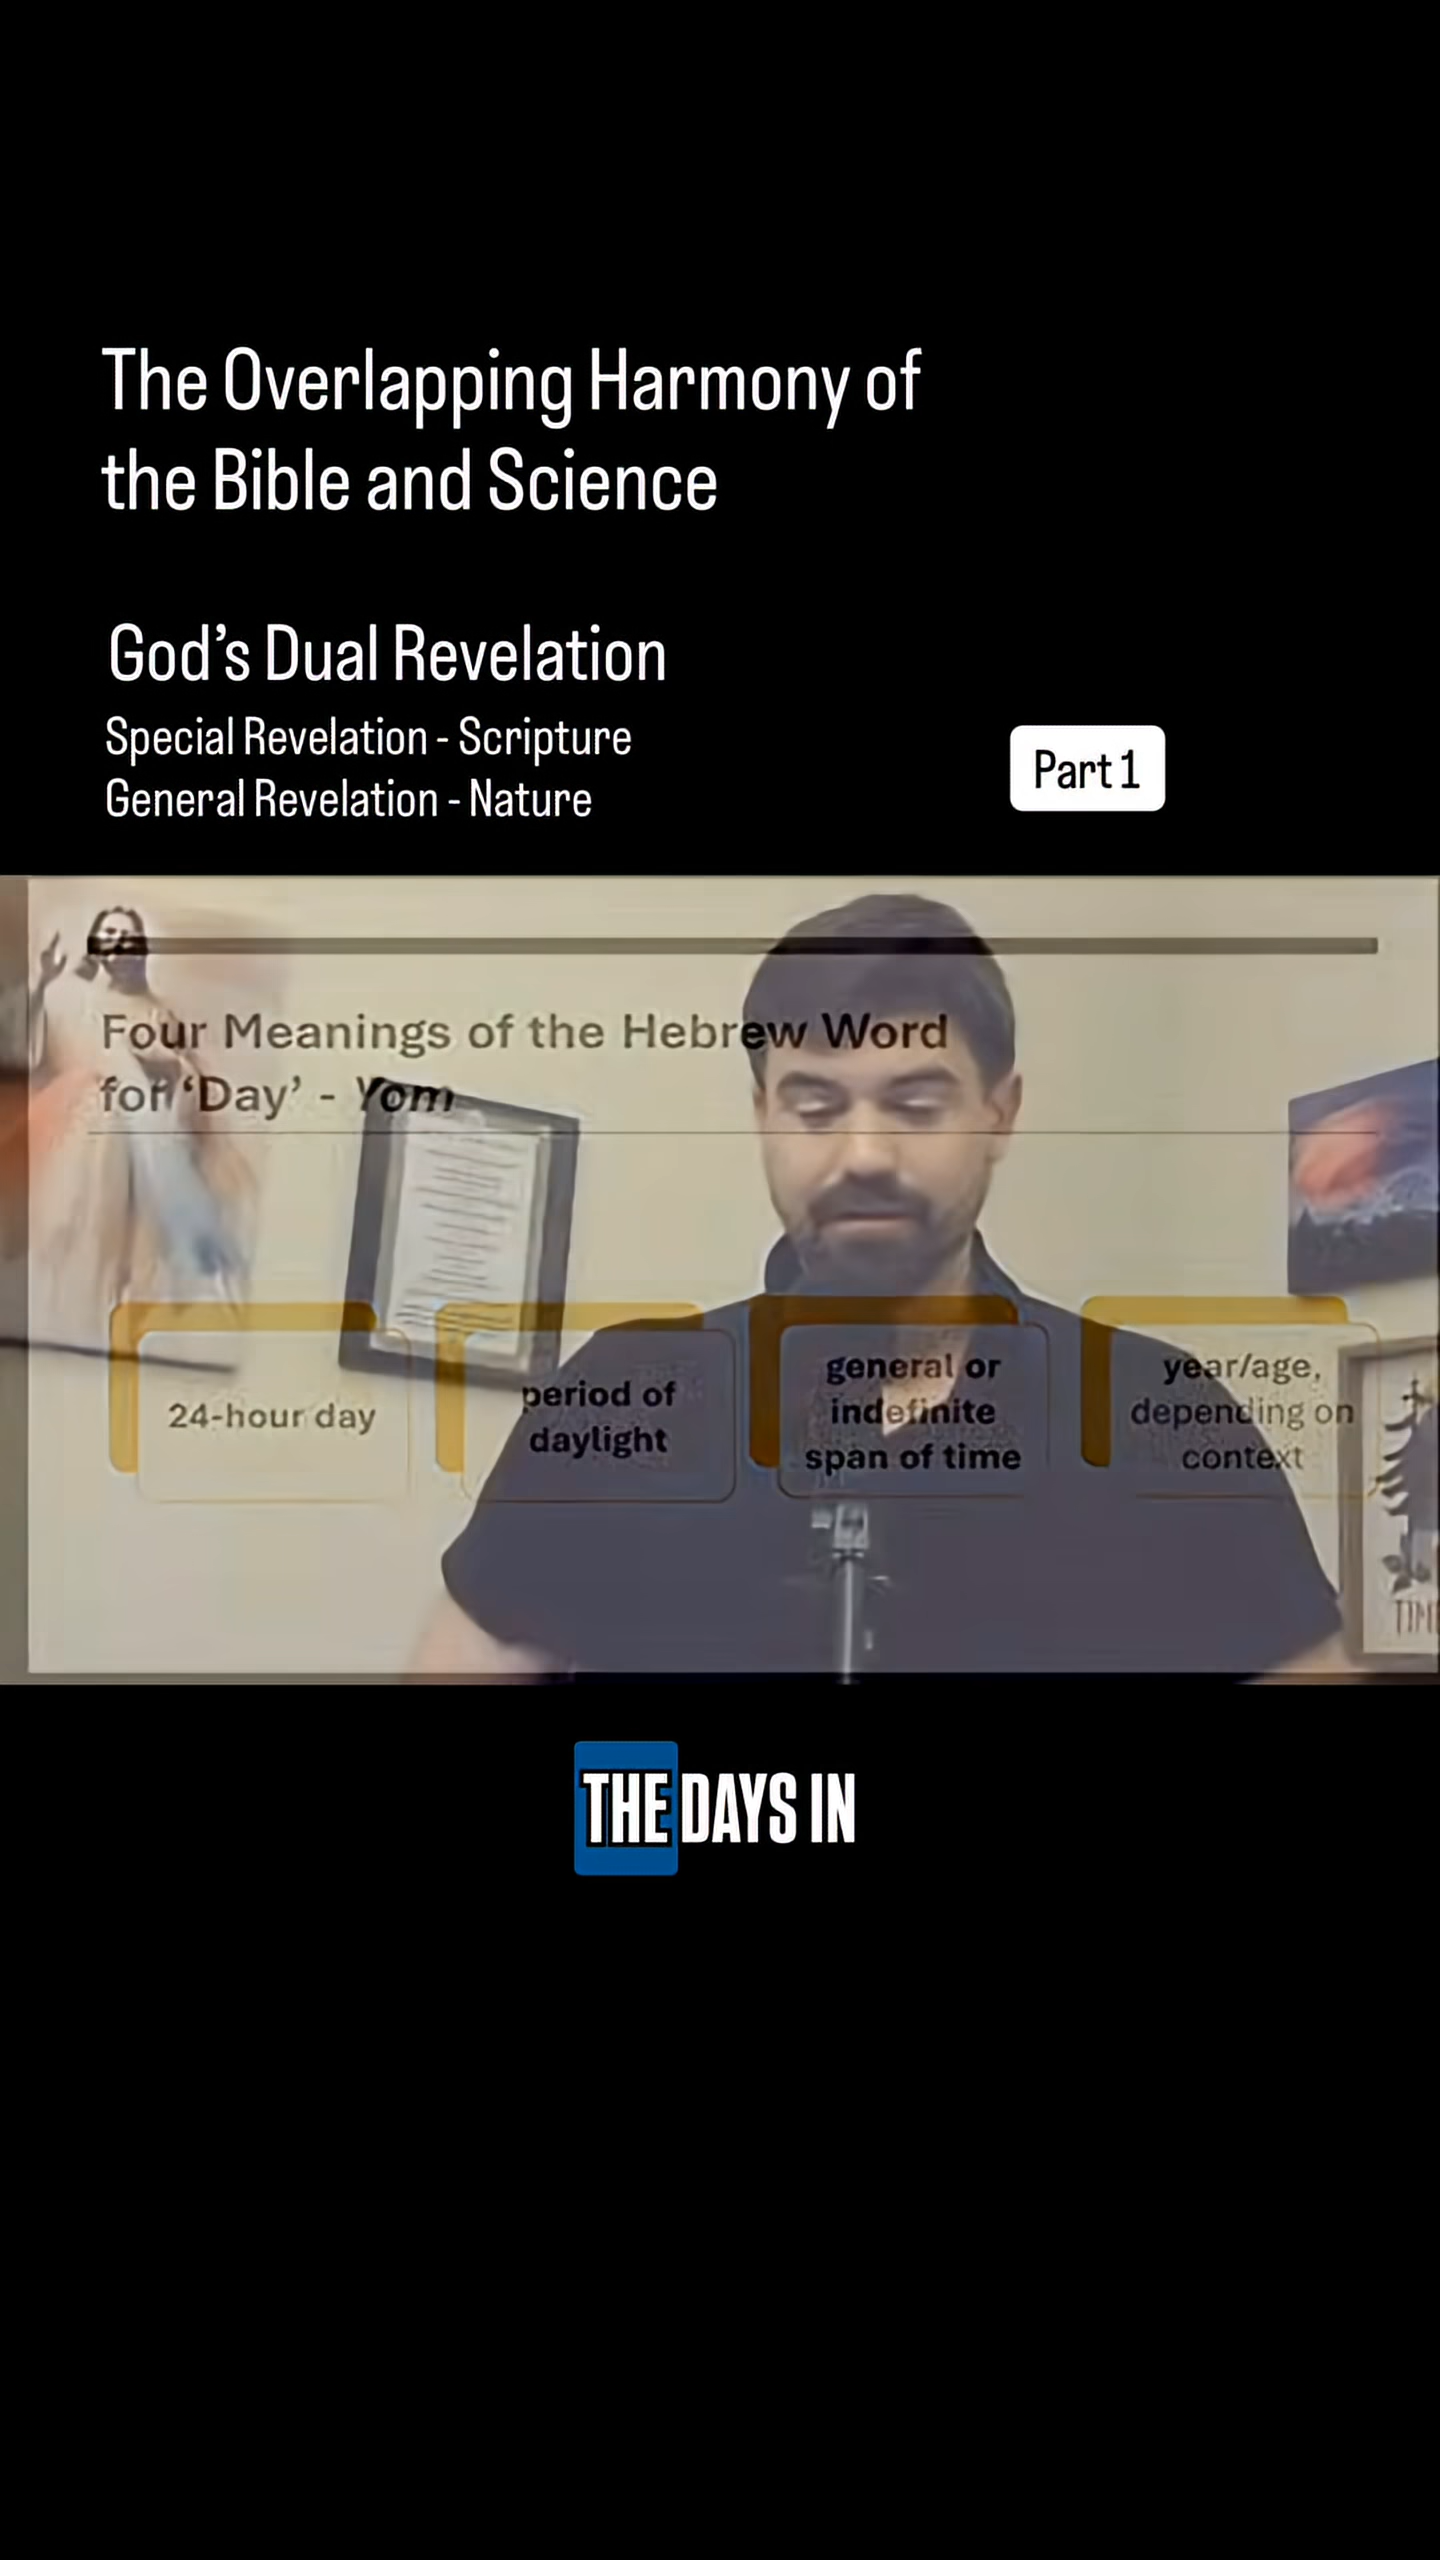 The Overlapping Harmony of
the Bible and Science
God's Dual Revelation
Special Revelation - Scripture
General Revelation - Nature
Part 1
Four Meanings of the Hebrew Word
for 'Day' - Yom
24-hour day
period of
daylight
general or
indefinite
span of time
year/age,
depending on
context
THE DAYS IN